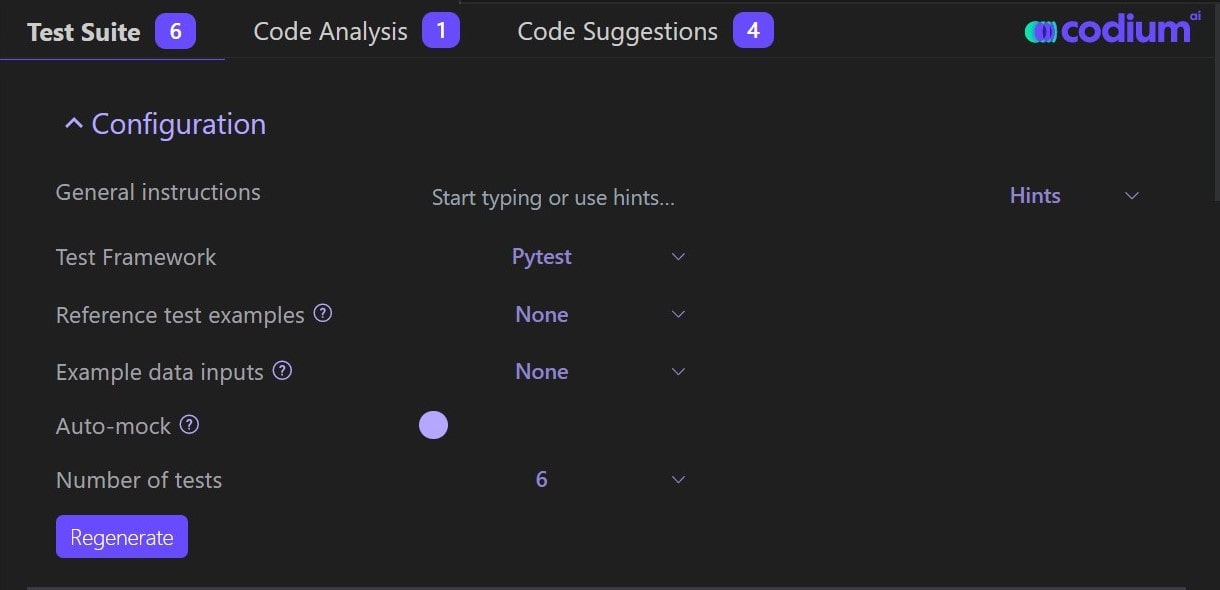 Test Suite 6 Code Analysis 1 Code Suggestions 4 codium ai
Configuration
General instructions Start typing or use hints... Hints
Test Framework Pytest
Reference test examples ? None
Example data inputs ? None
Auto-mock ?
Number of tests 6
Regenerate